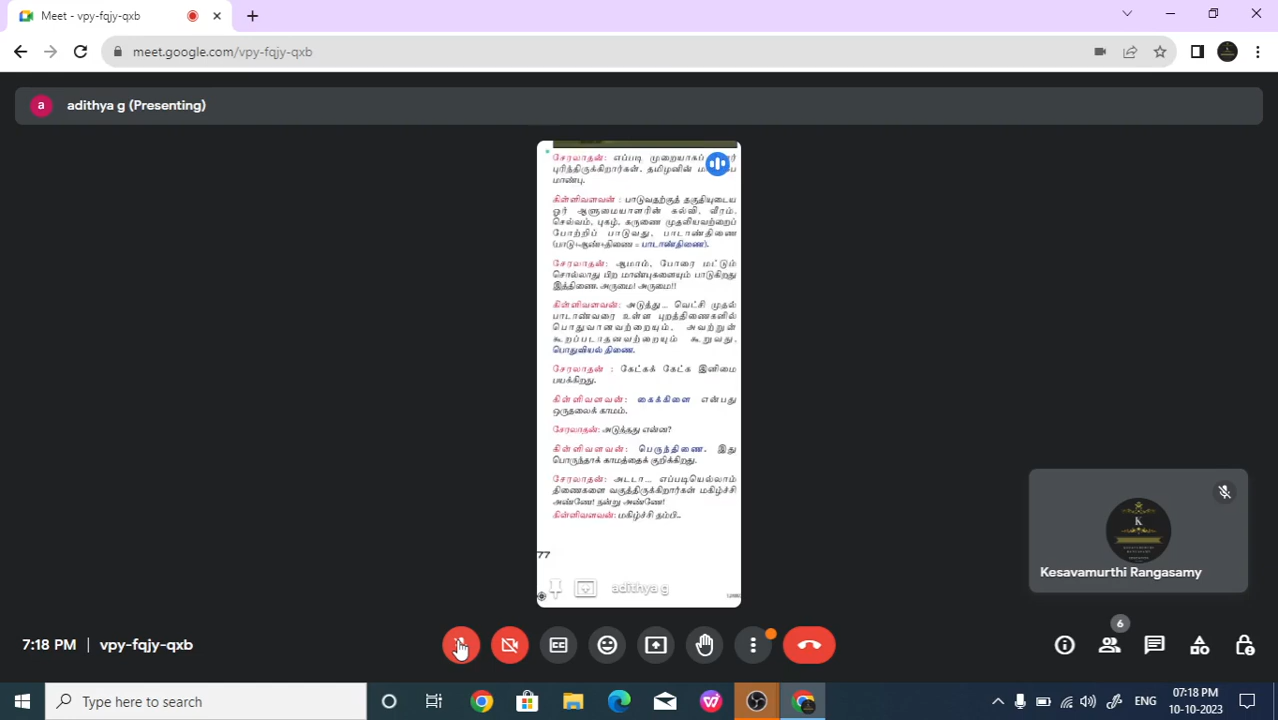 Meet - vpy-fqjy-qxb
meet.google.com/vpy-fqjy-qxb
a adithya g (Presenting)
சேரலாதன்: எப்படி முறையாகப்
புரிந்திருக்கிறார்கள். தமிழனின்
மாண்பு.
கிள்ளிவளவன் : பாடுவதற்குத் தகுதியுடைய
ஓர் ஆளுமையாளரின் கல்வி, வீரம்,
செல்வம், புகழ், கருணை முதலியவற்றைப்
போற்றிப் பாடுவது, பாடாண்திணை
(பாடு+ஆண்+திணை = பாடாண்திணை).
சேரலாதன்: ஆமாம், போரை மட்டும்
சொல்லாது பிற மாண்புகளையும் பாடுகிறது
இத்திணை. அருமை! அருமை!!
கிள்ளிவளவன்: அடுத்து... வெட்சி முதல்
பாடாண்வரை உள்ள புறத்திணைகளில்
பொதுவானவற்றையும், அவற்றுள்
கூறப்படாதனவற்றையும் கூறுவது,
பொதுவியல் திணை.
சேரலாதன் : கேட்கக் கேட்க இனிமை
பயக்கிறது.
கிள்ளிவளவன்: கைக்கிளை என்பது
ஒருதலைக் காமம்.
சேரலாதன்: அடுத்தது என்ன?
கிள்ளிவளவன்: பெருந்திணை. இது
பொருந்தாக் காமத்தைக் குறிக்கிறது.
சேரலாதன்: அடடா... எப்படியெல்லாம்
திணைகளை வகுத்திருக்கிறார்கள் மகிழ்ச்சி
அண்ணே! நன்று அண்ணே!
கிள்ளிவளவன்: மகிழ்ச்சி தம்பி..
77
adithya g
K
Kesavamurthi Rangasamy
6
7:18 PM | vpy-fqjy-qxb
Type here to search
ENG
07:18 PM
10-10-2023